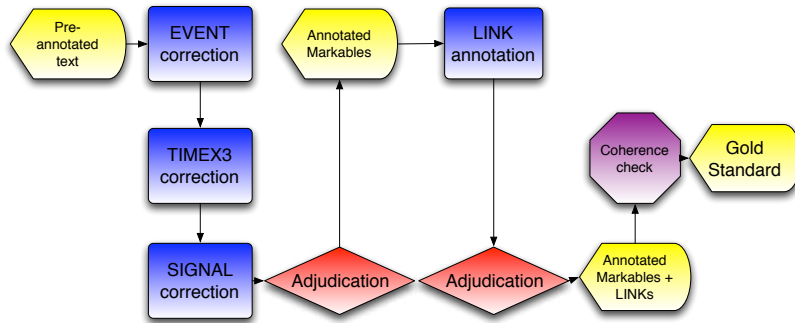 Pre-
annotated
text
EVENT
correction
TIMEX3
correction
SIGNAL
correction
Adjudication
Annotated
Markables
LINK
annotation
Adjudication
Annotated
Markables +
LINKs
Coherence
check
Gold
Standard